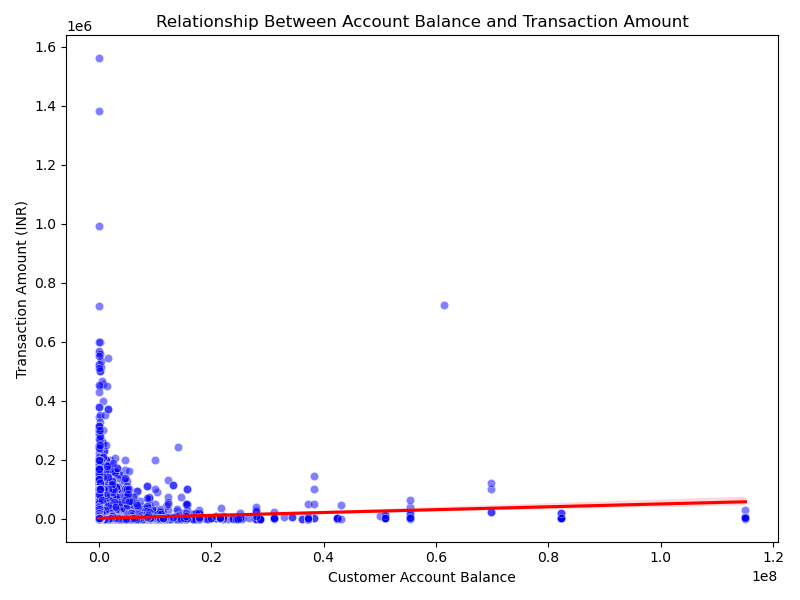 Relationship Between Account Balance and Transaction Amount
1e6
1.6
1.4
1.2
1.0
0.8
0.6
0.4
0.2
0.0
Transaction Amount (INR)
0.0 0.2 0.4 0.6 0.8 1.0 1.2
Customer Account Balance
1e8